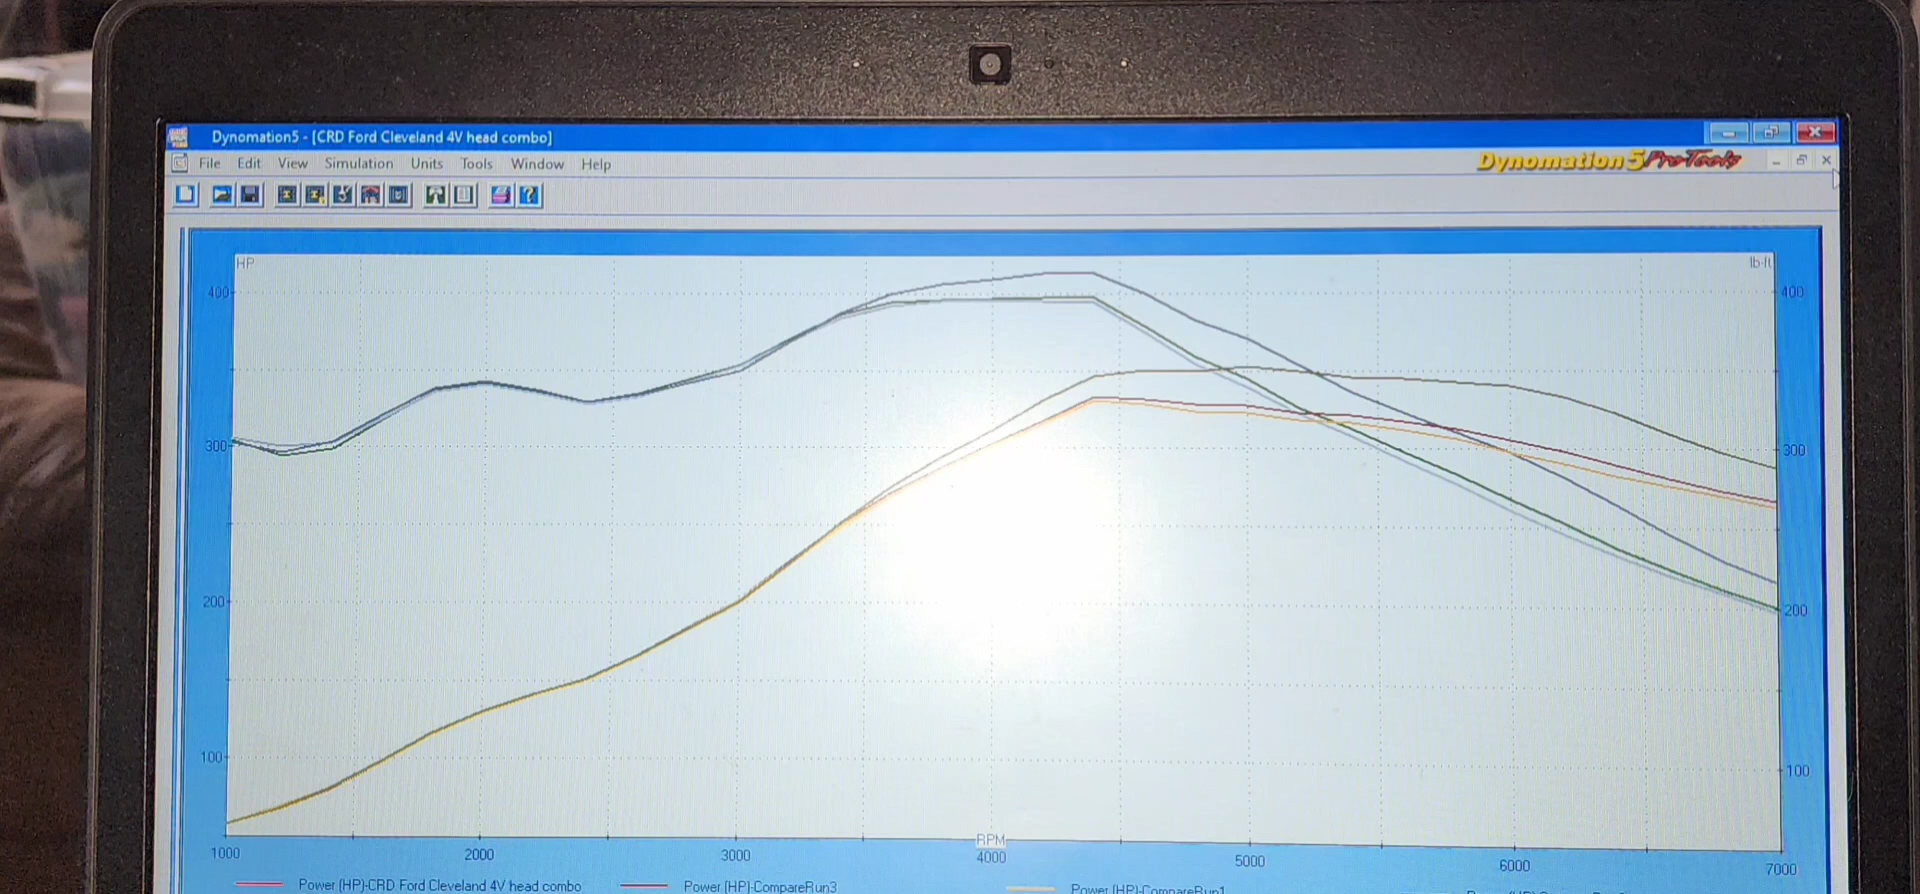 Dynomation5 - [CRD Ford Cleveland 4V head combo]
File Edit View Simulation Units Tools Window Help
Dynomation5 ProTools
HP
lb-ft
400
400
300
300
200
200
100
100
RPM
1000 2000 3000 4000 5000 6000 7000
Power (HP)-CRD Ford Cleveland 4V head combo
Power (HP)-CompareRun3
Power (HP)-CompareRun1